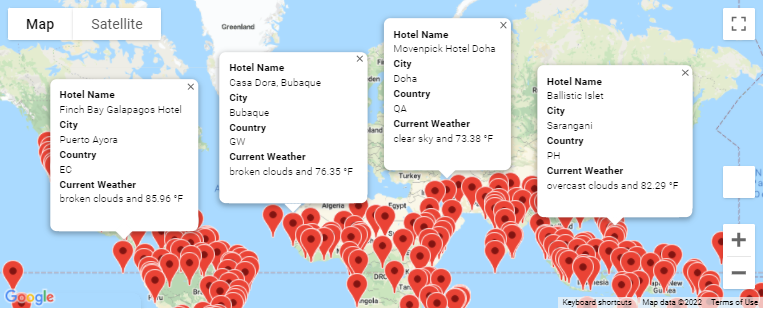 Map
Satellite
Greenland
Hotel Name
Finch Bay Galapagos Hotel
City
Puerto Ayora
Country
EC
Current Weather
broken clouds and 85.96 °F
Hotel Name
Casa Dora, Bubaque
City
Bubaque
Country
GW
Current Weather
broken clouds and 76.35 °F
Hotel Name
Movenpick Hotel Doha
City
Doha
Country
QA
Current Weather
clear sky and 73.38 °F
Hotel Name
Ballistic Islet
City
Sarangani
Country
PH
Current Weather
overcast clouds and 82.29 °F
Turkey
Algeria
DRC
Angola
Peru
Google
Keyboard shortcuts
Map data ©2022
Terms of Use